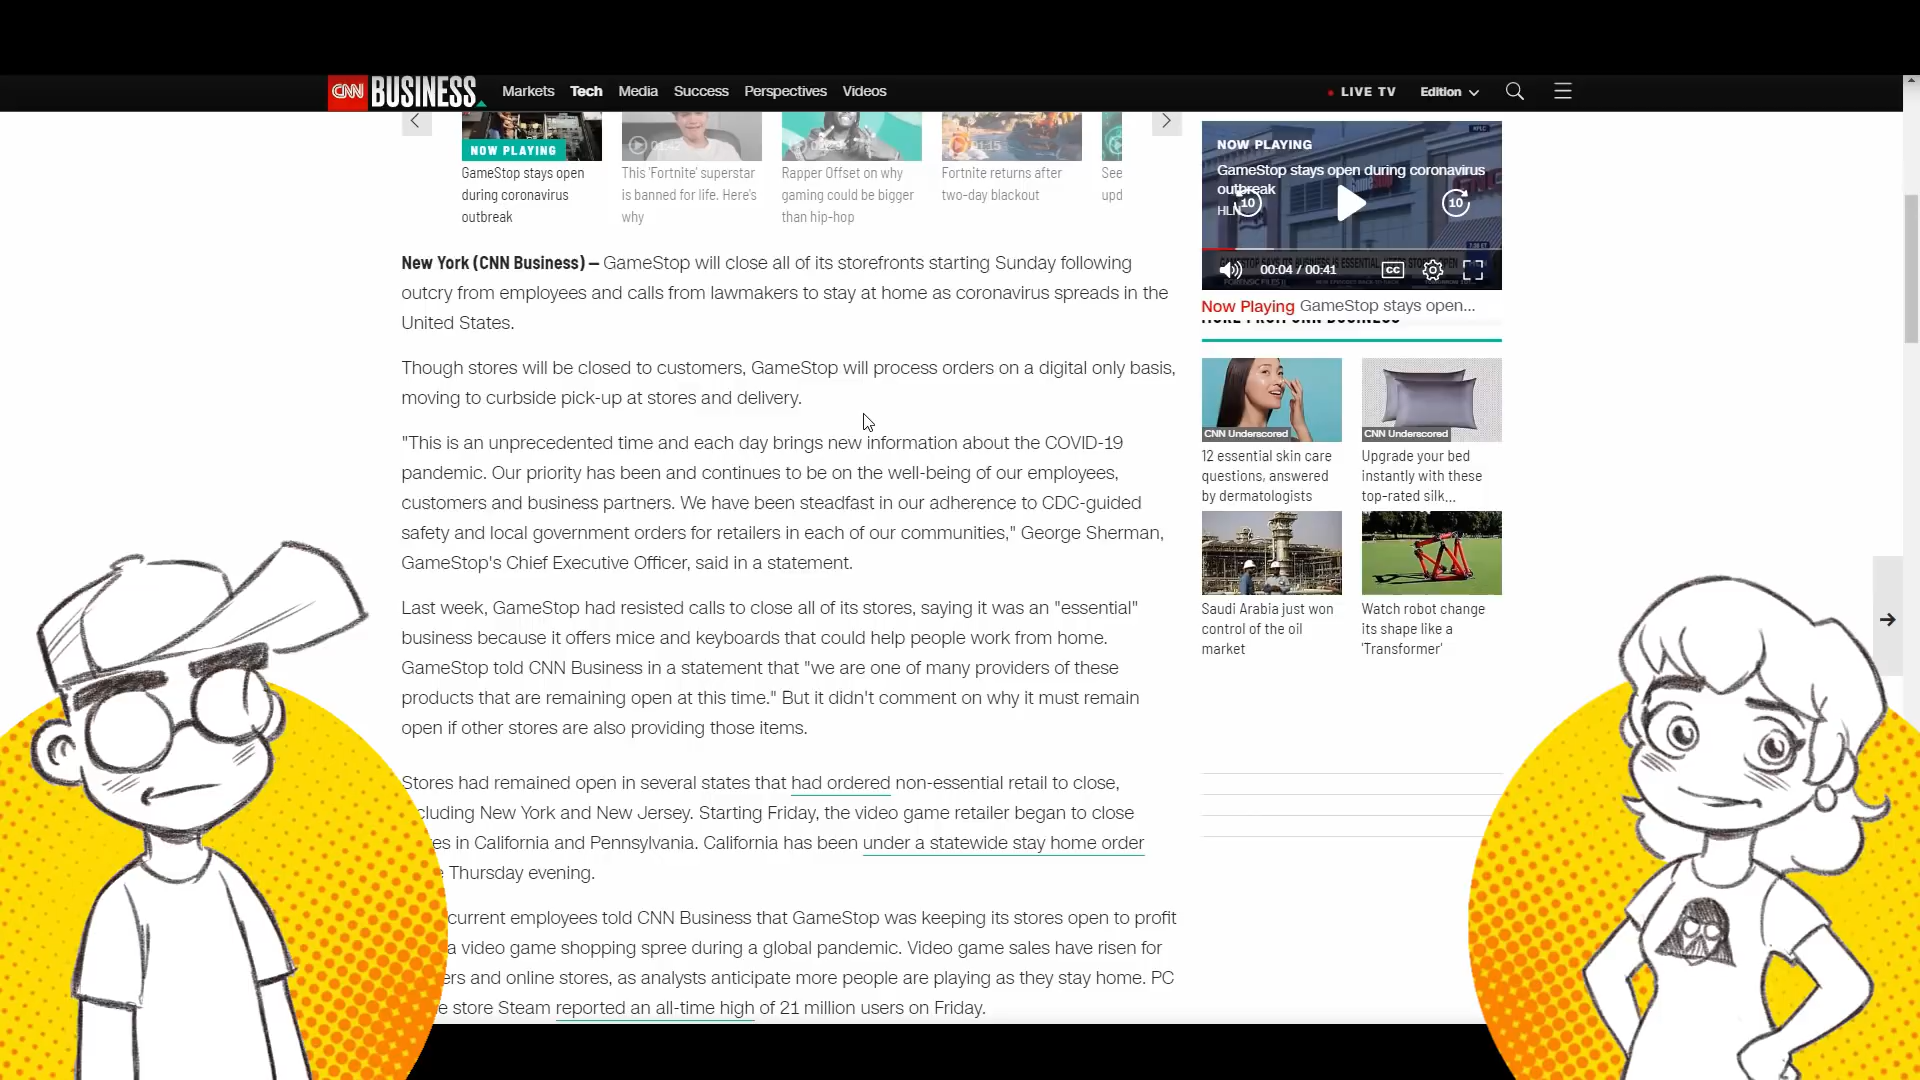 CNN BUSINESS Markets Tech Media Success Perspectives Videos LIVE TV Edition
NOW PLAYING
01:42
01:15
GameStop stays open
during coronavirus
outbreak
This 'Fortnite' superstar
is banned for life. Here's
why
Rapper Offset on why
gaming could be bigger
than hip-hop
Fortnite returns after
two-day blackout
See
upd
New York (CNN Business) — GameStop will close all of its storefronts starting Sunday following
outcry from employees and calls from lawmakers to stay at home as coronavirus spreads in the
United States.
Though stores will be closed to customers, GameStop will process orders on a digital only basis,
moving to curbside pick-up at stores and delivery.
"This is an unprecedented time and each day brings new information about the COVID-19
pandemic. Our priority has been and continues to be on the well-being of our employees,
customers and business partners. We have been steadfast in our adherence to CDC-guided
safety and local government orders for retailers in each of our communities," George Sherman,
GameStop's Chief Executive Officer, said in a statement.
Last week, GameStop had resisted calls to close all of its stores, saying it was an "essential"
business because it offers mice and keyboards that could help people work from home.
GameStop told CNN Business in a statement that "we are one of many providers of these
products that are remaining open at this time." But it didn't comment on why it must remain
open if other stores are also providing those items.
Stores had remained open in several states that had ordered non-essential retail to close,
cluding New York and New Jersey. Starting Friday, the video game retailer began to close
es in California and Pennsylvania. California has been under a statewide stay home order
Thursday evening.
current employees told CNN Business that GameStop was keeping its stores open to profit
a video game shopping spree during a global pandemic. Video game sales have risen for
ers and online stores, as analysts anticipate more people are playing as they stay home. PC
e store Steam reported an all-time high of 21 million users on Friday.
NOW PLAYING
GameStop stays open during coronavirus
outbreak
HLN
10
10
00:04 / 00:41
CC
Now Playing GameStop stays open...
MORE FROM CNN BUSINESS
CNN Underscored
12 essential skin care
questions, answered
by dermatologists
CNN Underscored
Upgrade your bed
instantly with these
top-rated silk...
Saudi Arabia just won
control of the oil
market
Watch robot change
its shape like a
'Transformer'